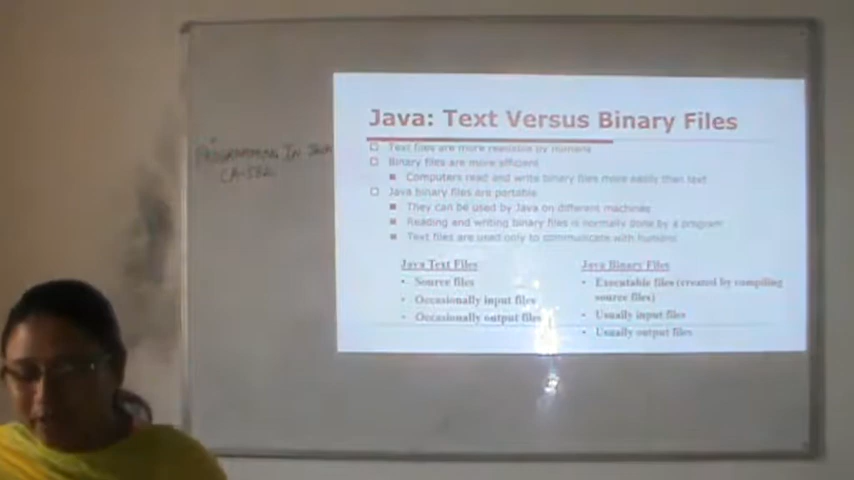 PROGRAMMING IN JAVA
Java: Text Versus Binary Files
Text files are more readable by humans
Binary files are more efficient
Computers read and write binary files more easily than text
Java binary files are portable
They can be used by Java on different machines
Reading and writing binary files is normally done by a program
Text files are used only to communicate with humans
Java Text Files
• Source files
• Occasionally input files
• Occasionally output files
Java Binary Files
• Executable files (created by compiling
source files)
• Usually input files
• Usually output files